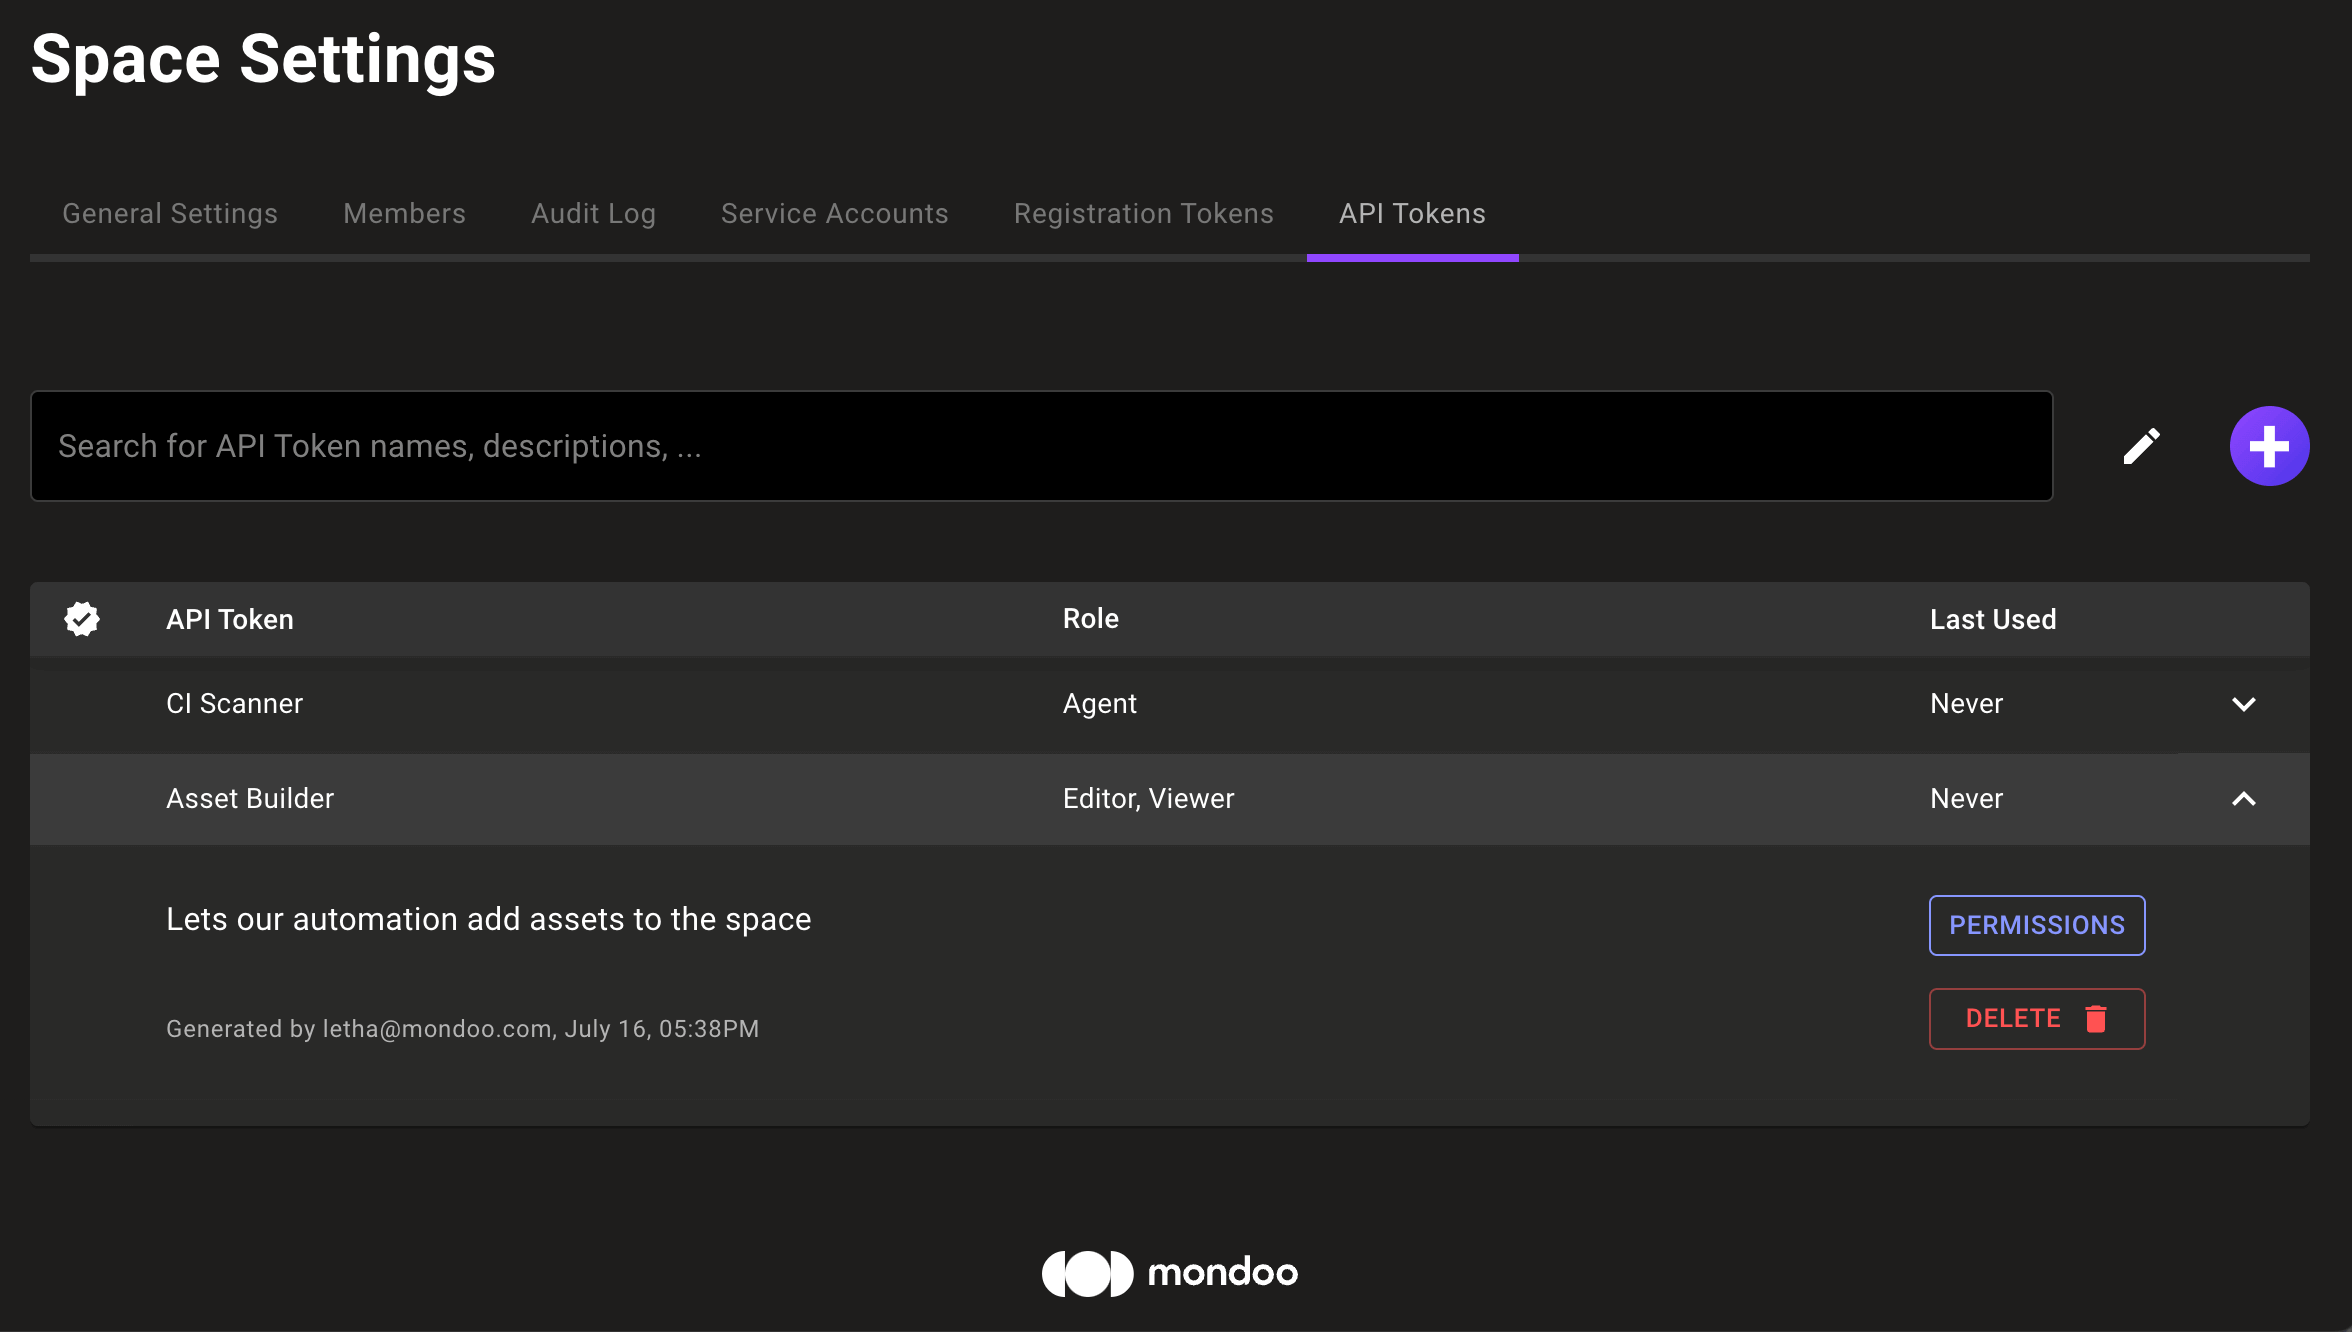 Space Settings
General Settings Members Audit Log Service Accounts Registration Tokens API Tokens
Search for API Token names, descriptions, ...
API Token Role Last Used
CI Scanner Agent Never
Asset Builder Editor, Viewer Never
Lets our automation add assets to the space
PERMISSIONS
Generated by letha@mondoo.com, July 16, 05:38PM
DELETE
mondoo